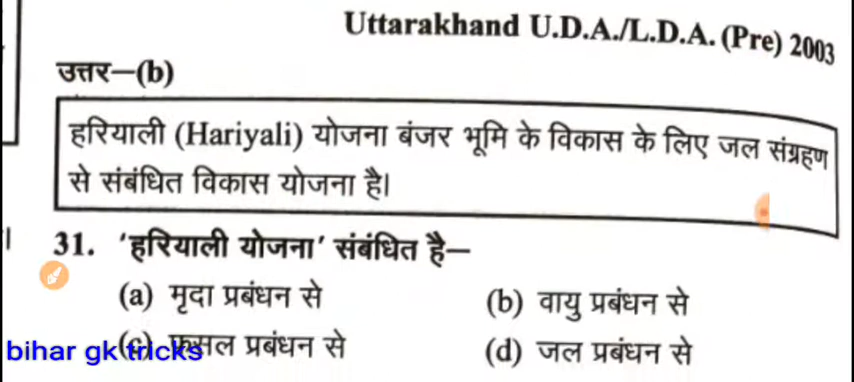 Uttarakhand U.D.A./L.D.A. (Pre) 2003
उत्तर—(b)
हरियाली (Hariyali) योजना बंजर भूमि के विकास के लिए जल संग्रहण
से संबंधित विकास योजना है।
31. 'हरियाली योजना' संबंधित है—
(a) मृदा प्रबंधन से (b) वायु प्रबंधन से
(c) फसल प्रबंधन से (d) जल प्रबंधन से
bihar gk tricks